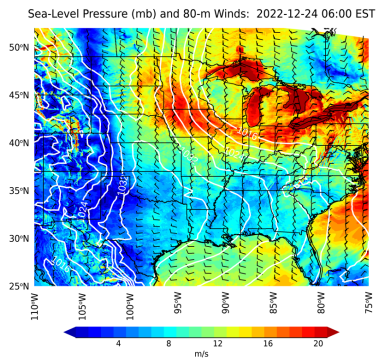 Sea-Level Pressure (mb) and 80-m Winds: 2022-12-24 06:00 EST
50°N
45°N
40°N
35°N
30°N
25°N
110°W
105°W
100°W
95°W
90°W
85°W
80°W
75°W
4
8
12
16
20
m/s